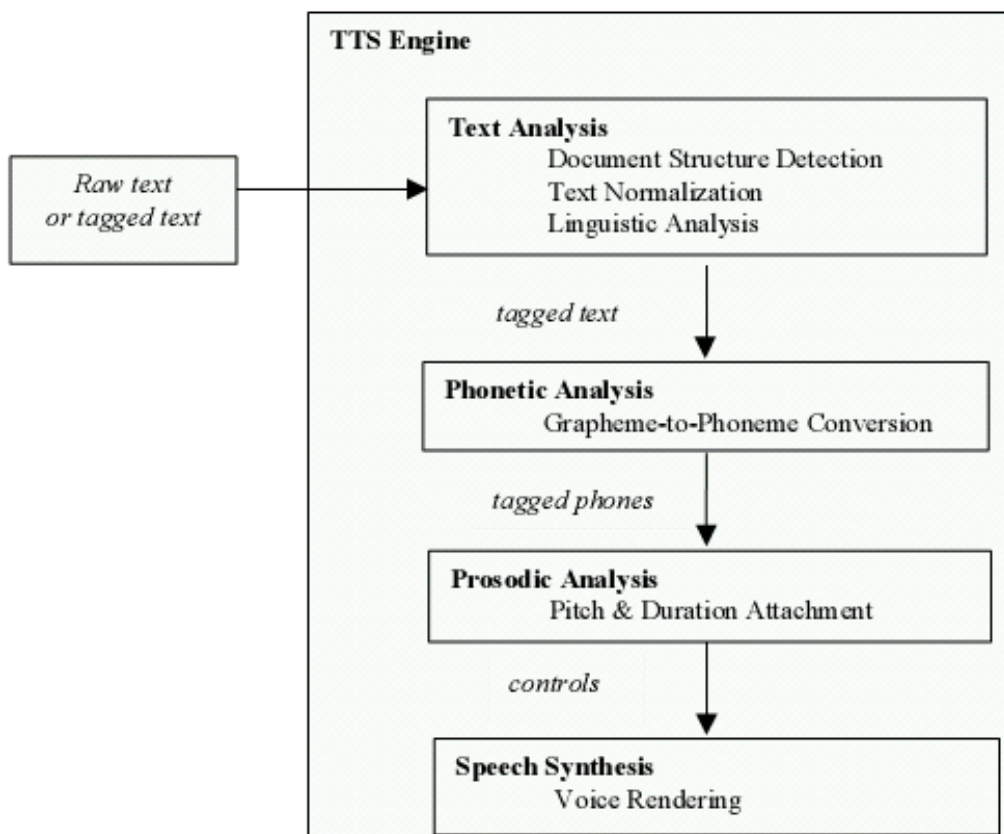 TTS Engine
Text Analysis
Document Structure Detection
Text Normalization
Linguistic Analysis
Raw text
or tagged text
tagged text
Phonetic Analysis
Grapheme-to-Phoneme Conversion
tagged phones
Prosodic Analysis
Pitch & Duration Attachment
controls
Speech Synthesis
Voice Rendering